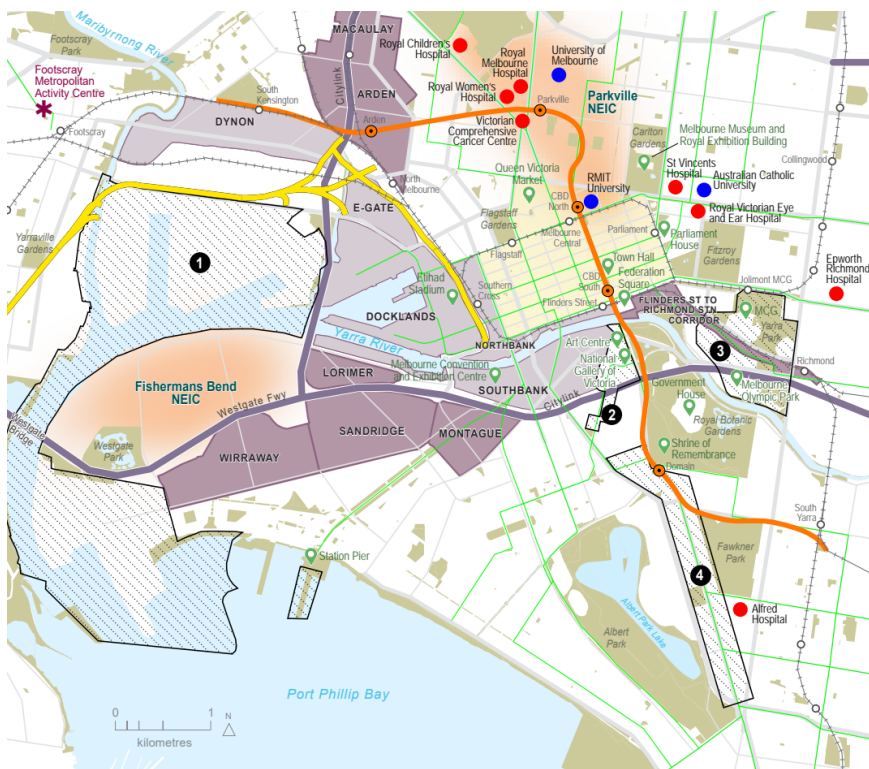 Maribyrnong River
Footscray
Park
MACAULAY
Royal Children's
Hospital
Royal
Melbourne
Hospital
University of
Melbourne
Footscray
Metropolitan
Activity Centre
South
Kensington
Citylink
ARDEN
Royal Women's
Hospital
Parkville
Parkville
NEIC
DYNON
Arden
Victorian
Comprehensive
Cancer Centre
Carlton
Gardens
Melbourne Museum and
Royal Exhibition Building
Footscray
Collingwood
Queen Victoria
Market
St Vincents
Hospital
Australian Catholic
University
North
Melbourne
RMIT
University
E-GATE
CBD
North
Royal Victorian Eye
and Ear Hospital
Yarraville
Gardens
Flagstaff
Gardens
Melbourne
Central
Parliament
Parliament
House
1
Flagstaff
Fitzroy
Gardens
Epworth
Richmond
Hospital
Town Hall
Federation
Square
Etihad
Stadium
Southern
Cross
CBD
South
Jolimont MCG
Flinders Street
FLINDERS ST TO
RICHMOND STN
CORRIDOR
MCG
Yarra
Park
DOCKLANDS
Yarra River
NORTHBANK
Art Centre
National
Gallery of
Victoria
3
Richmond
LORIMER
Melbourne Convention
and Exhibition Centre
Fishermans Bend
NEIC
SOUTHBANK
Government
House
Melbourne
Olympic Park
Westgate Fwy
Citylink
2
Royal Botanic
Gardens
Westgate
Bridge
SANDRIDGE
MONTAGUE
Westgate
Park
WIRRAWAY
Shrine of
Remembrance
Domain
South
Yarra
Station Pier
Fawkner
Park
4
Albert Park Lake
Alfred
Hospital
Albert
Park
Port Phillip Bay
0
1
N
kilometres